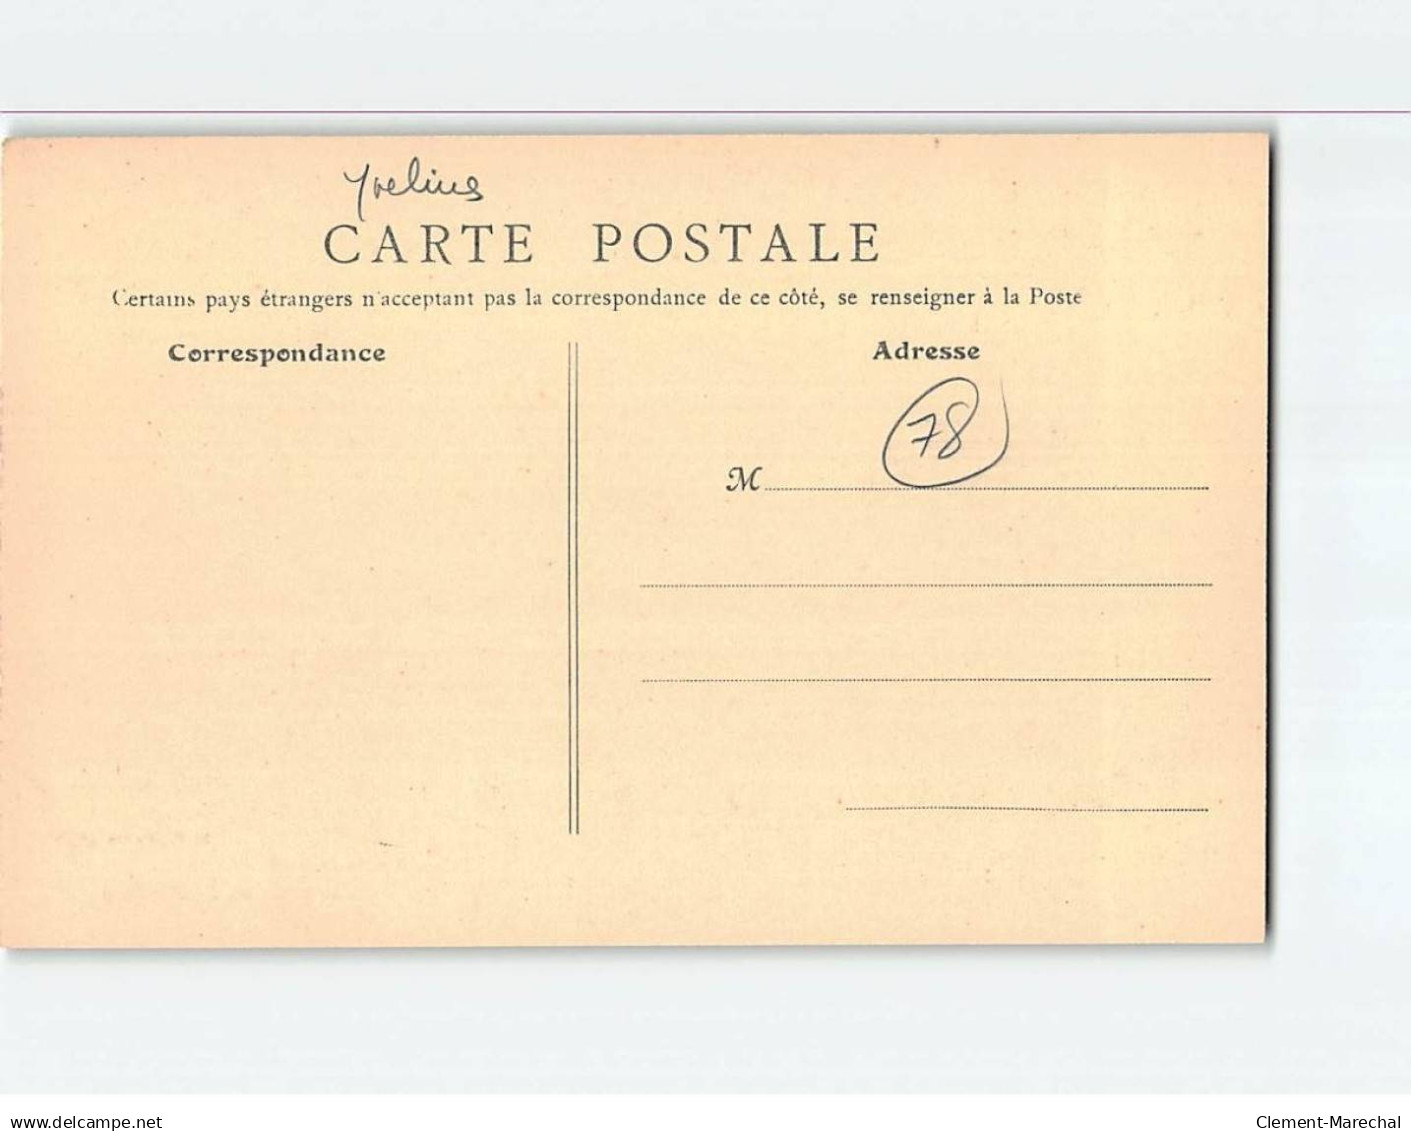 Yvelines
CARTE POSTALE
Certains pays étrangers n'acceptant pas la correspondance de ce côté, se renseigner à la Poste
Correspondance
Adresse
78
M
www.delcampe.net
Clement-Marechal